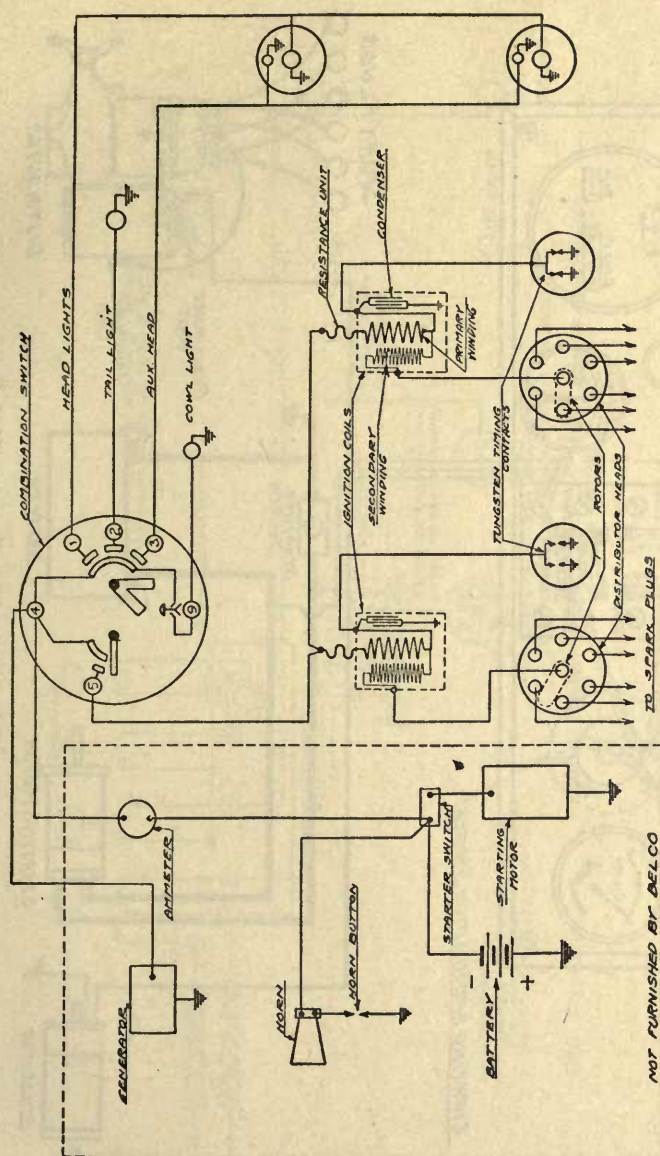 COMBINATION SWITCH
HEAD LIGHTS
TAIL LIGHT
AUX. HEAD
COWL LIGHT
1
2
3
4
5
9
RESISTANCE UNIT
CONDENSER
IGNITION COILS
SECONDARY
WINDING
PRIMARY
WINDING
TUNGSTEN TIMING
CONTACTS
ROTORS
DISTRIBUTOR HEADS
TO SPARK PLUGS
GENERATOR
AMMETER
HORN
HORN BUTTON
STARTER SWITCH
STARTING
MOTOR
BATTERY
-
+
NOT FURNISHED BY DELCO